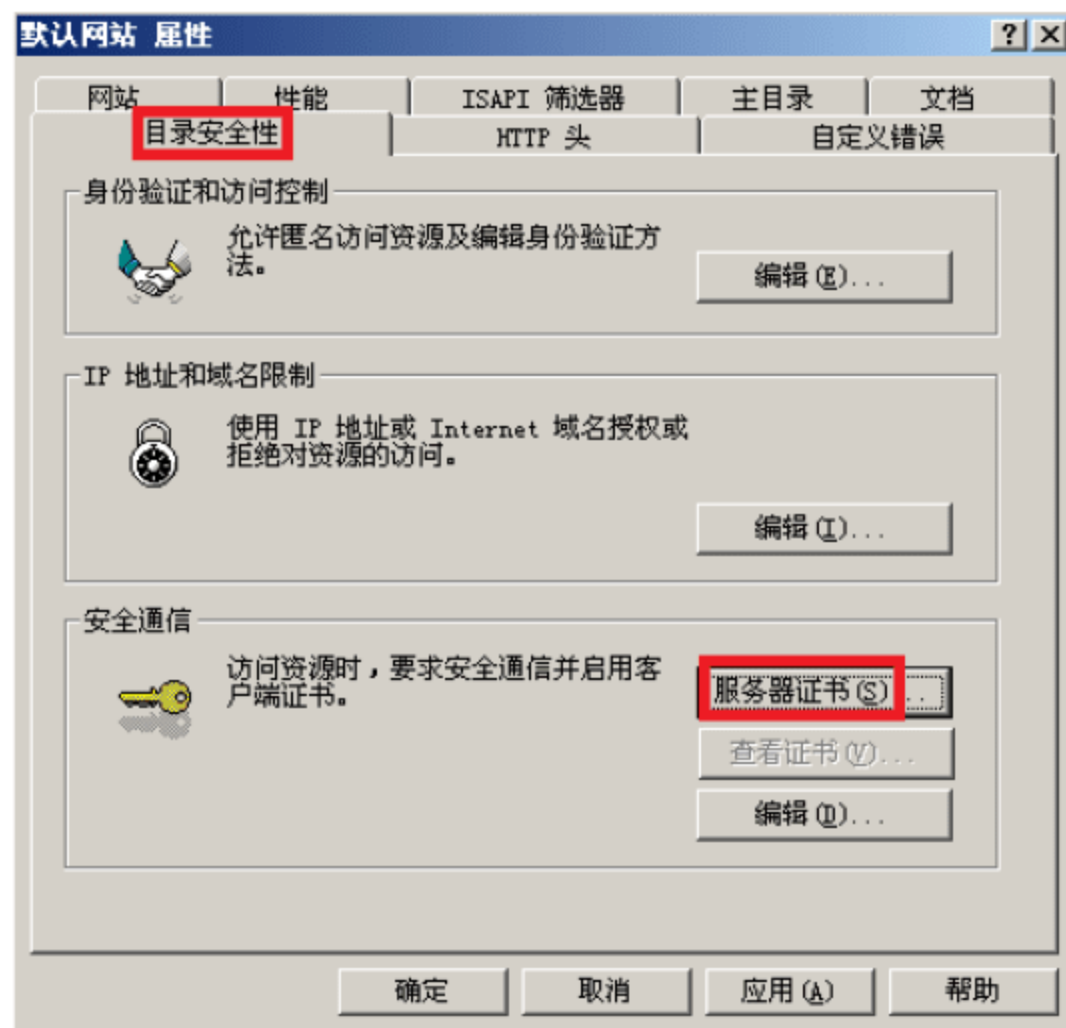 默认网站 属性
网站 性能 ISAPI 筛选器 主目录 文档
目录安全性 HTTP 头 自定义错误
身份验证和访问控制
允许匿名访问资源及编辑身份验证方
法。
编辑(E)...
IP 地址和域名限制
使用 IP 地址或 Internet 域名授权或
拒绝对资源的访问。
编辑(I)...
安全通信
访问资源时，要求安全通信并启用客
户端证书。
服务器证书(S)...
查看证书(V)...
编辑(D)...
确定 取消 应用(A) 帮助